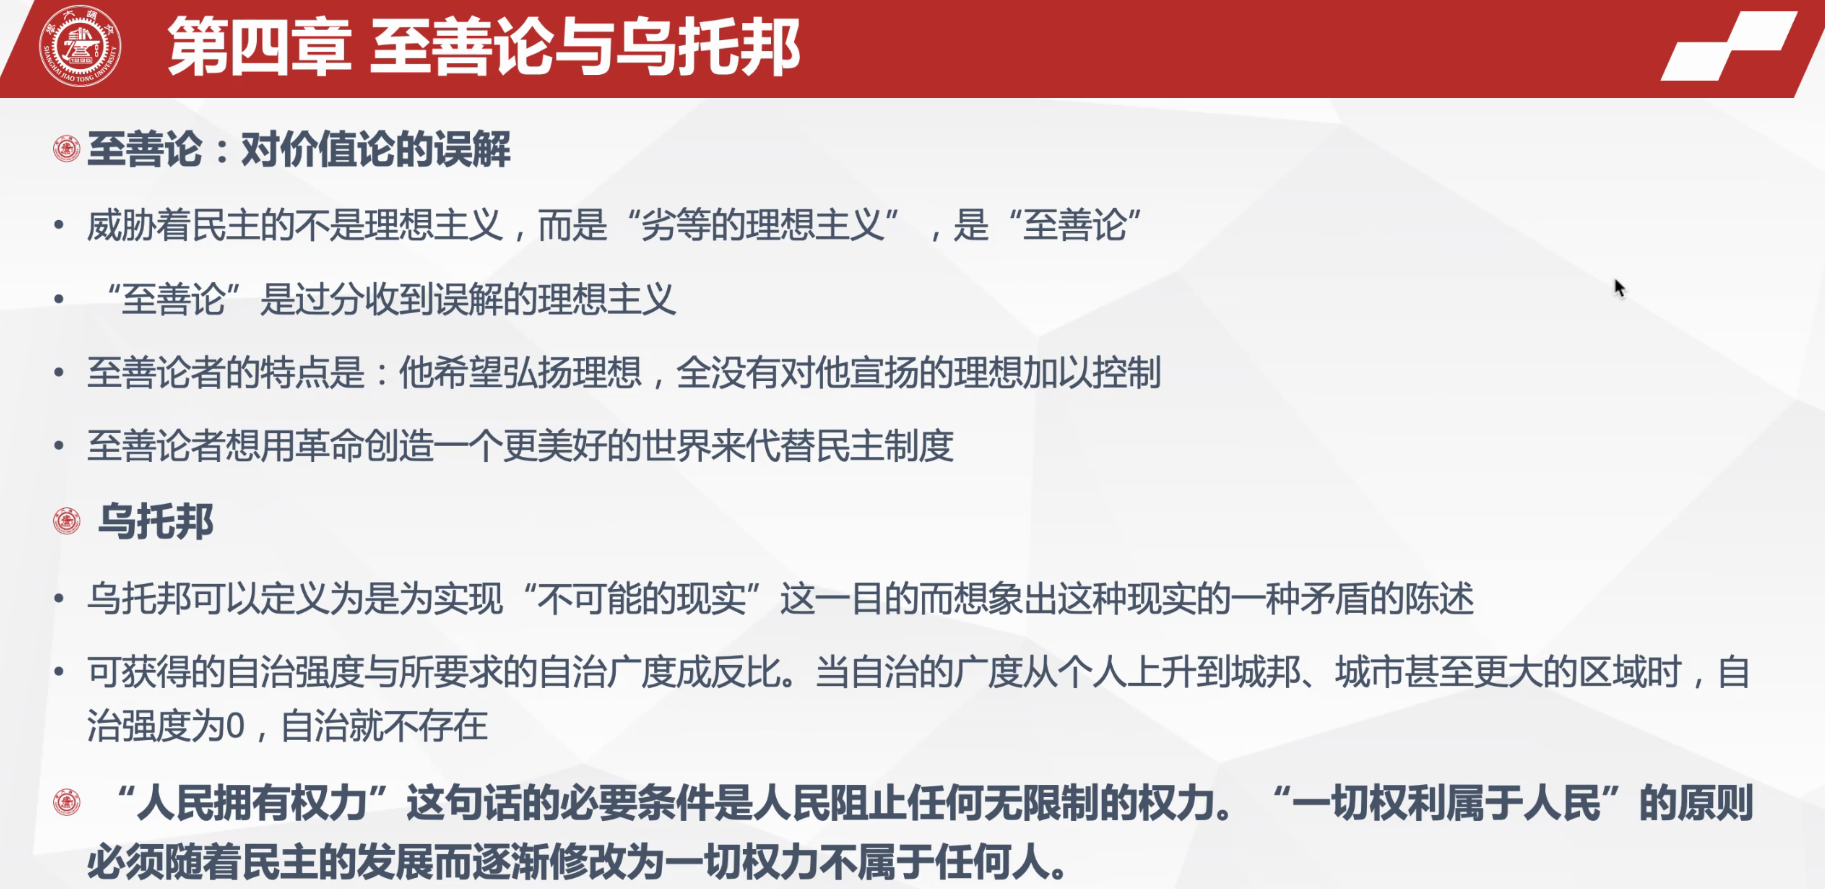 第四章 至善论与乌托邦
至善论：对价值论的误解
• 威胁着民主的不是理想主义，而是“劣等的理想主义”，是“至善论”
• “至善论”是过分收到误解的理想主义
• 至善论者的特点是：他希望弘扬理想，全没有对他宣扬的理想加以控制
• 至善论者想用革命创造一个更美好的世界来代替民主制度
乌托邦
• 乌托邦可以定义为是为实现“不可能的现实”这一目的而想象出这种现实的一种矛盾的陈述
• 可获得的自治强度与所要求的自治广度成反比。当自治的广度从个人上升到城邦、城市甚至更大的区域时，自
治强度为0，自治就不存在
“人民拥有权力”这句话的必要条件是人民阻止任何无限制的权力。“一切权利属于人民”的原则
必须随着民主的发展而逐渐修改为一切权力不属于任何人。